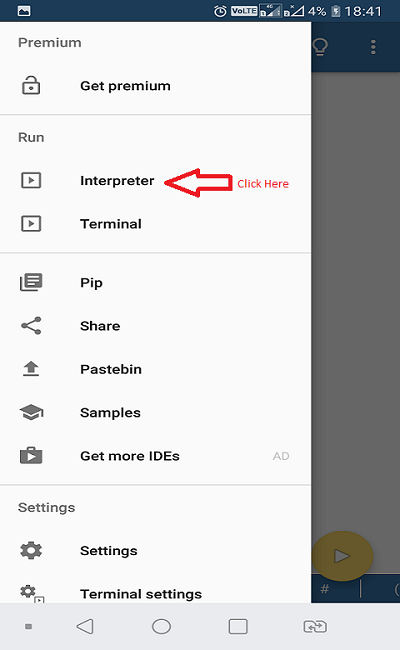 VoLTE 4G 4% 18:41
Premium
Get premium
Run
Interpreter
Click Here
Terminal
Pip
Share
Pastebin
Samples
Get more IDEs AD
Settings
Settings
Terminal settings
#
(